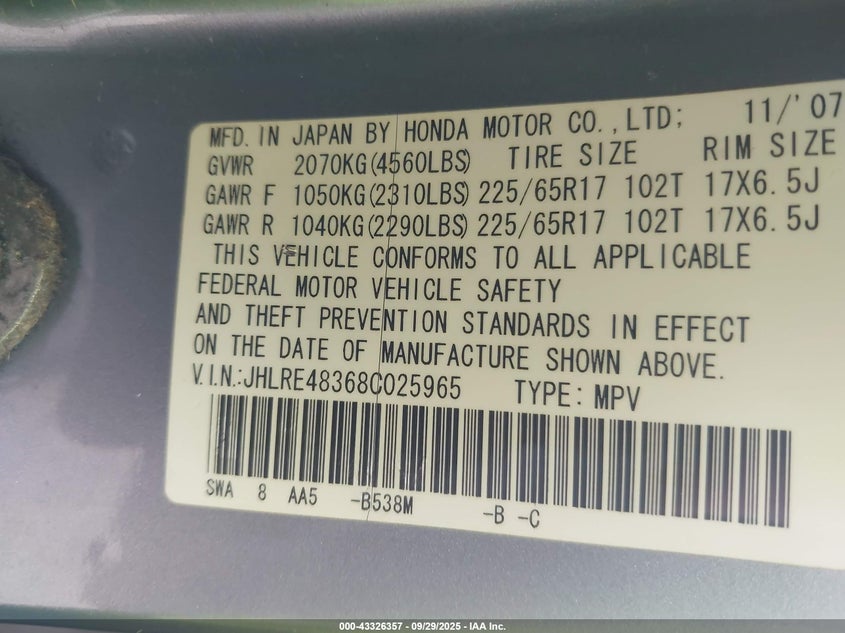 MFD. IN JAPAN BY HONDA MOTOR CO., LTD; 11/'07
GVWR 2070KG(4560LBS) TIRE SIZE RIM SIZE
GAWR F 1050KG(2310LBS) 225/65R17 102T 17X6.5J
GAWR R 1040KG(2290LBS) 225/65R17 102T 17X6.5J
THIS VEHICLE CONFORMS TO ALL APPLICABLE
FEDERAL MOTOR VEHICLE SAFETY
AND THEFT PREVENTION STANDARDS IN EFFECT
ON THE DATE OF MANUFACTURE SHOWN ABOVE.
V.I.N.:JHLRE48368C025965 TYPE: MPV
SWA 8 AA5 -B538M -B -C
000-43326357 - 09/29/2025 - IAA Inc.